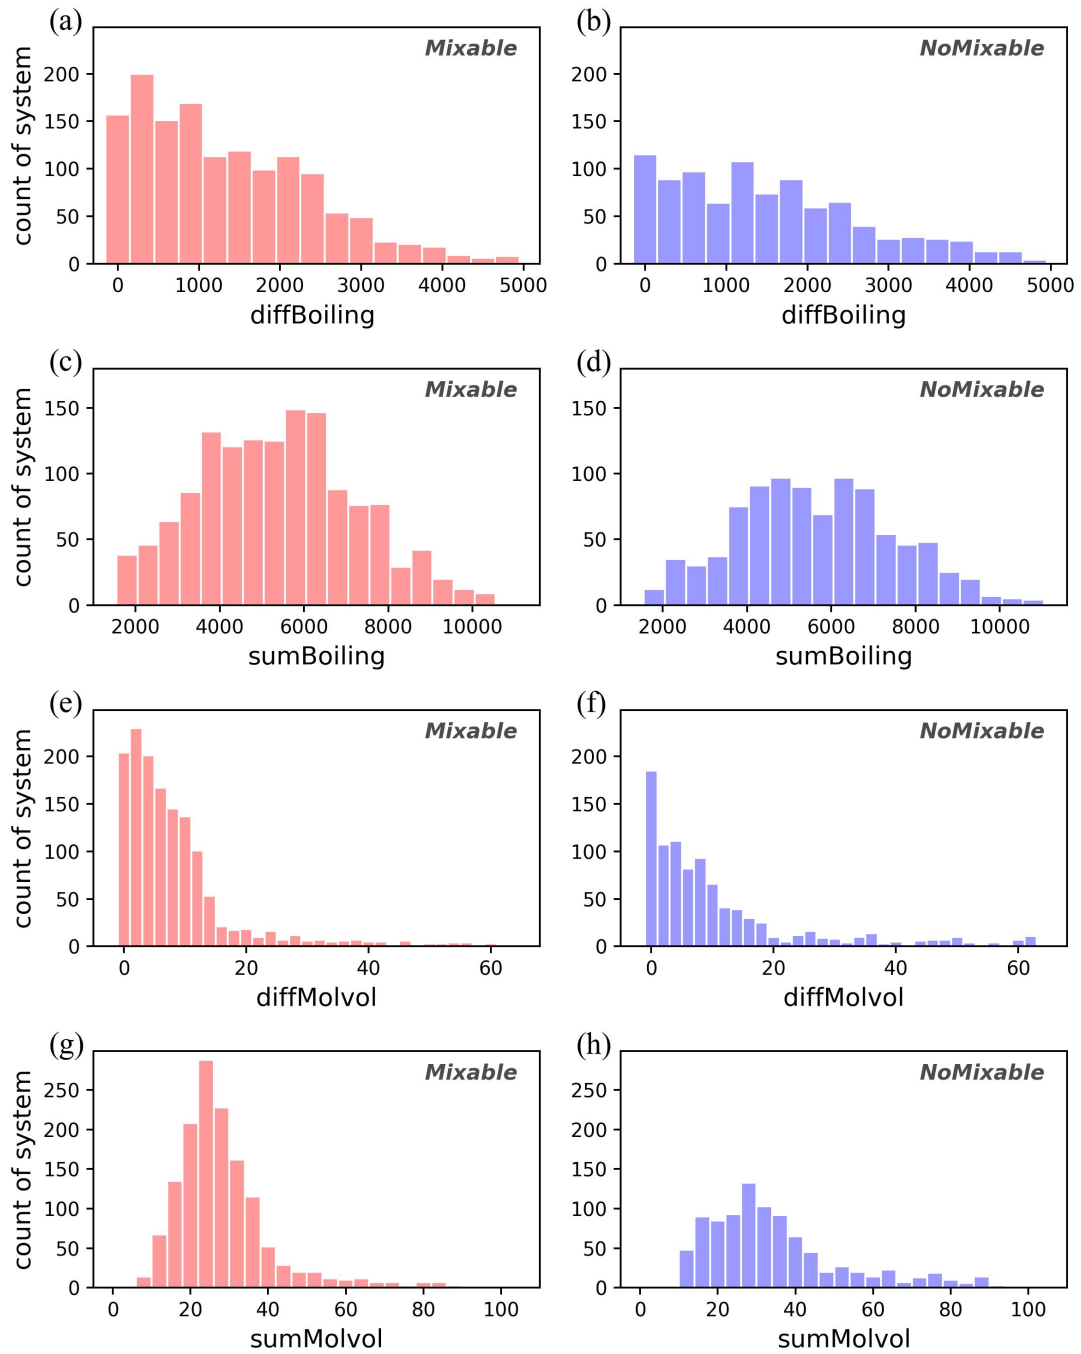 (a)
Mixable
count of system
200
150
100
50
0
0 1000 2000 3000 4000 5000
diffBoiling
(b)
NoMixable
200
150
100
50
0
0 1000 2000 3000 4000 5000
diffBoiling
(c)
Mixable
count of system
150
100
50
0
2000 4000 6000 8000 10000
sumBoiling
(d)
NoMixable
150
100
50
0
2000 4000 6000 8000 10000
sumBoiling
(e)
Mixable
count of system
200
150
100
50
0
0 20 40 60
diffMolvol
(f)
NoMixable
200
150
100
50
0
0 20 40 60
diffMolvol
(g)
Mixable
count of system
250
200
150
100
50
0
0 20 40 60 80 100
sumMolvol
(h)
NoMixable
250
200
150
100
50
0
0 20 40 60 80 100
sumMolvol